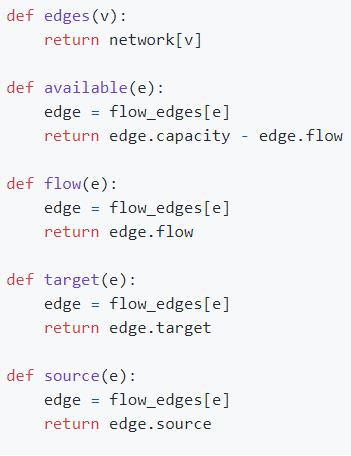 def edges(v):
    return network[v]

def available(e):
    edge = flow_edges[e]
    return edge.capacity - edge.flow

def flow(e):
    edge = flow_edges[e]
    return edge.flow

def target(e):
    edge = flow_edges[e]
    return edge.target

def source(e):
    edge = flow_edges[e]
    return edge.source